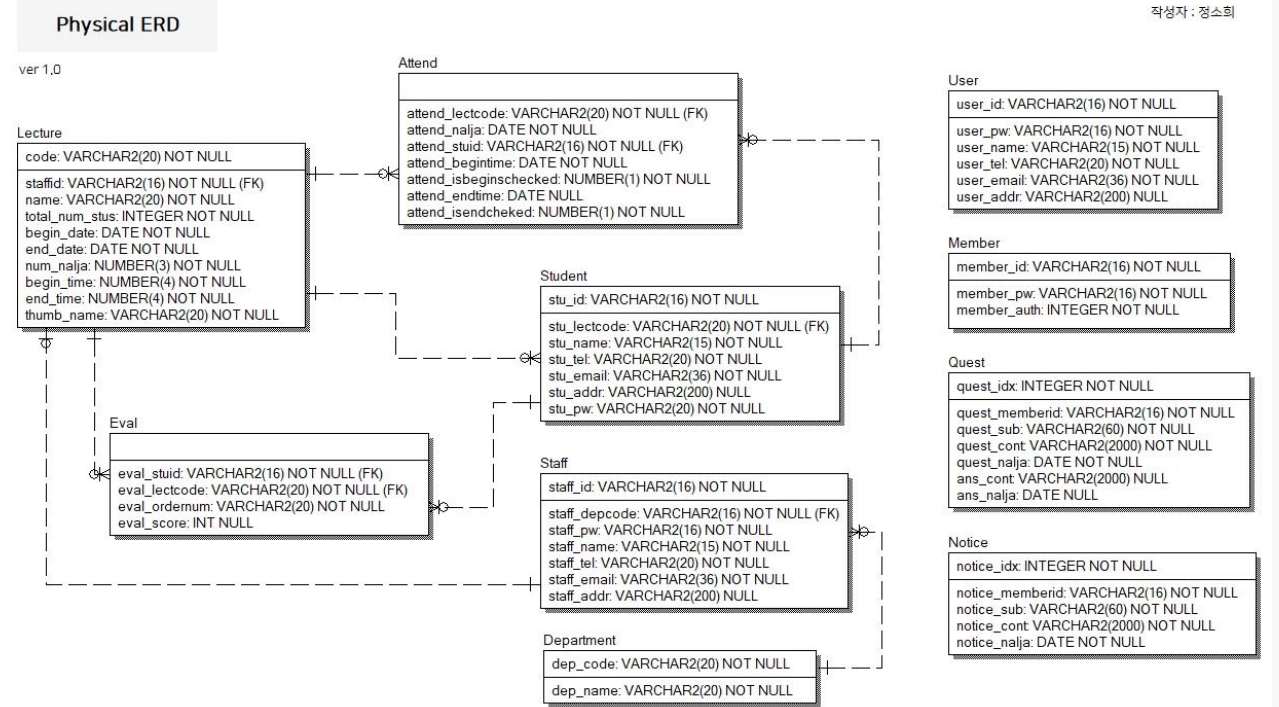 Physical ERD
작성자 : 정소희
ver 1.0
Attend
attend_lectcode: VARCHAR2(20) NOT NULL (FK)
attend_nalja: DATE NOT NULL
attend_stuid: VARCHAR2(16) NOT NULL (FK)
attend_begintime: DATE NOT NULL
attend_isbeginschecked: NUMBER(1) NOT NULL
attend_endtime: DATE NULL
attend_isendcheked: NUMBER(1) NOT NULL
Lecture
code: VARCHAR2(20) NOT NULL
staffid: VARCHAR2(16) NOT NULL (FK)
name: VARCHAR2(20) NOT NULL
total_num_stus: INTEGER NOT NULL
begin_date: DATE NOT NULL
end_date: DATE NOT NULL
num_nalja: NUMBER(3) NOT NULL
begin_time: NUMBER(4) NOT NULL
end_time: NUMBER(4) NOT NULL
thumb_name: VARCHAR2(20) NOT NULL
Student
stu_id: VARCHAR2(16) NOT NULL
stu_lectcode: VARCHAR2(20) NOT NULL (FK)
stu_name: VARCHAR2(15) NOT NULL
stu_tel: VARCHAR2(20) NOT NULL
stu_email: VARCHAR2(36) NOT NULL
stu_addr: VARCHAR2(200) NULL
stu_pw: VARCHAR2(20) NOT NULL
Eval
eval_stuid: VARCHAR2(16) NOT NULL (FK)
eval_lectcode: VARCHAR2(20) NOT NULL (FK)
eval_ordernum: VARCHAR2(20) NOT NULL
eval_score: INT NULL
Staff
staff_id: VARCHAR2(16) NOT NULL
staff_depcode: VARCHAR2(16) NOT NULL (FK)
staff_pw: VARCHAR2(16) NOT NULL
staff_name: VARCHAR2(15) NOT NULL
staff_tel: VARCHAR2(20) NOT NULL
staff_email: VARCHAR2(36) NOT NULL
staff_addr: VARCHAR2(200) NULL
Department
dep_code: VARCHAR2(20) NOT NULL
dep_name: VARCHAR2(20) NOT NULL
User
user_id: VARCHAR2(16) NOT NULL
user_pw: VARCHAR2(16) NOT NULL
user_name: VARCHAR2(15) NOT NULL
user_tel: VARCHAR2(20) NOT NULL
user_email: VARCHAR2(36) NOT NULL
user_addr: VARCHAR2(200) NULL
Member
member_id: VARCHAR2(16) NOT NULL
member_pw: VARCHAR2(16) NOT NULL
member_auth: INTEGER NOT NULL
Quest
quest_idx: INTEGER NOT NULL
quest_memberid: VARCHAR2(16) NOT NULL
quest_sub: VARCHAR2(60) NOT NULL
quest_cont: VARCHAR2(2000) NOT NULL
quest_nalja: DATE NOT NULL
ans_cont: VARCHAR2(2000) NULL
ans_nalja: DATE NULL
Notice
notice_idx: INTEGER NOT NULL
notice_memberid: VARCHAR2(16) NOT NULL
notice_sub: VARCHAR2(60) NOT NULL
notice_cont: VARCHAR2(2000) NOT NULL
notice_nalja: DATE NOT NULL